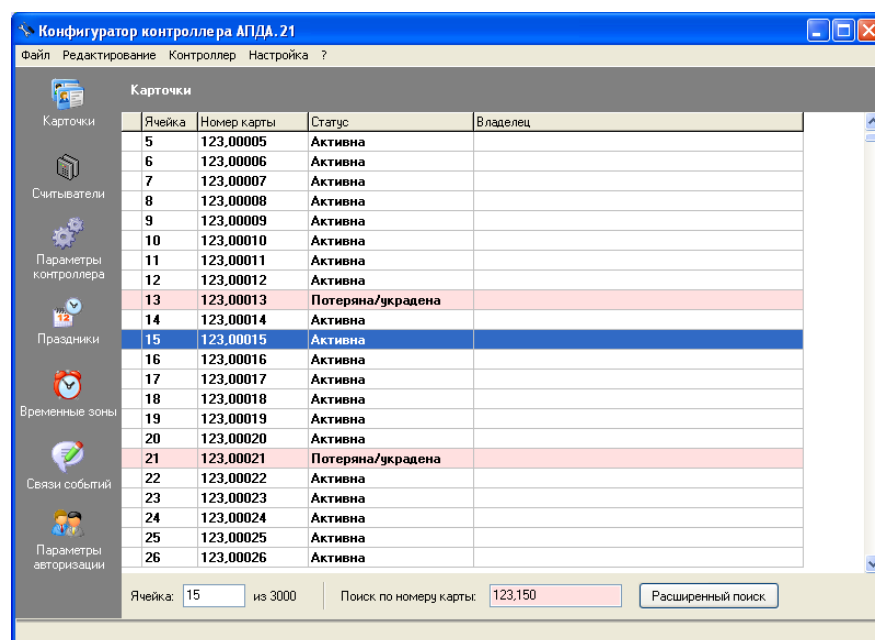 Конфигуратор контроллера АПДА.21
Файл Редактирование Контроллер Настройка ?
Карточки
Считыватели
Параметры
контроллера
Праздники
12
Временные зоны
Связи событий
Параметры
авторизации
Карточки
Ячейка Номер карты Статус Владелец
5 123,00005 Активна
6 123,00006 Активна
7 123,00007 Активна
8 123,00008 Активна
9 123,00009 Активна
10 123,00010 Активна
11 123,00011 Активна
12 123,00012 Активна
13 123,00013 Потеряна/украдена
14 123,00014 Активна
15 123,00015 Активна
16 123,00016 Активна
17 123,00017 Активна
18 123,00018 Активна
19 123,00019 Активна
20 123,00020 Активна
21 123,00021 Потеряна/украдена
22 123,00022 Активна
23 123,00023 Активна
24 123,00024 Активна
25 123,00025 Активна
26 123,00026 Активна
Ячейка: 15 из 3000 Поиск по номеру карты: 123,150 Расширенный поиск